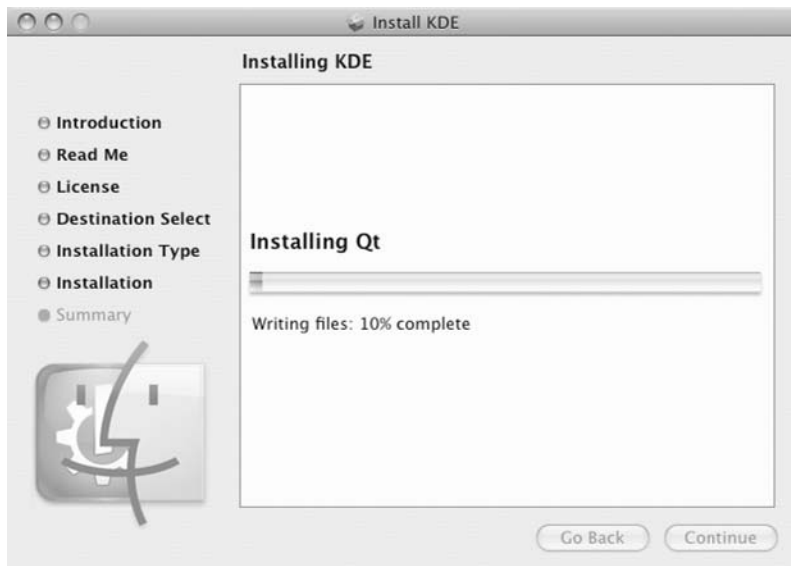 Install KDE
Installing KDE
Introduction
Read Me
License
Destination Select
Installation Type
Installation
Summary
Installing Qt
Writing files: 10% complete
Go Back
Continue